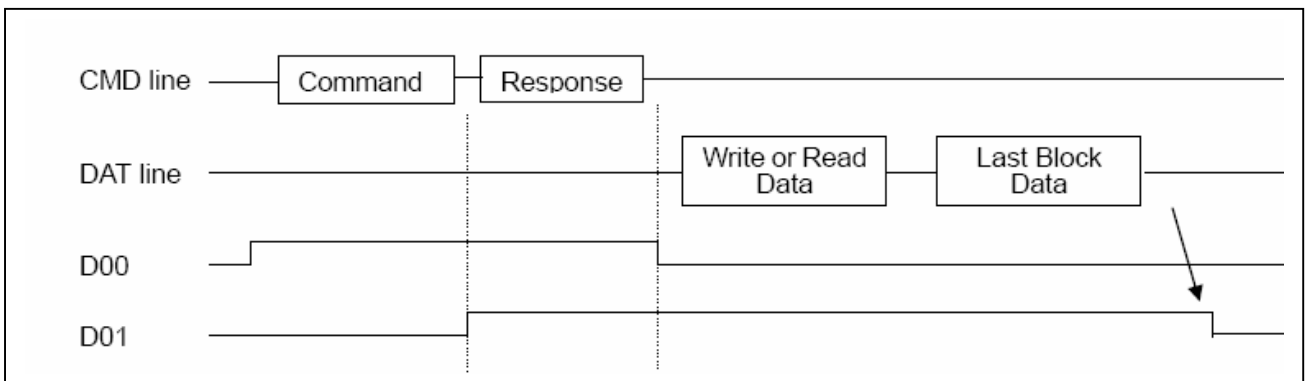 CMD line
Command
Response
DAT line
Write or Read
Data
Last Block
Data
D00
D01